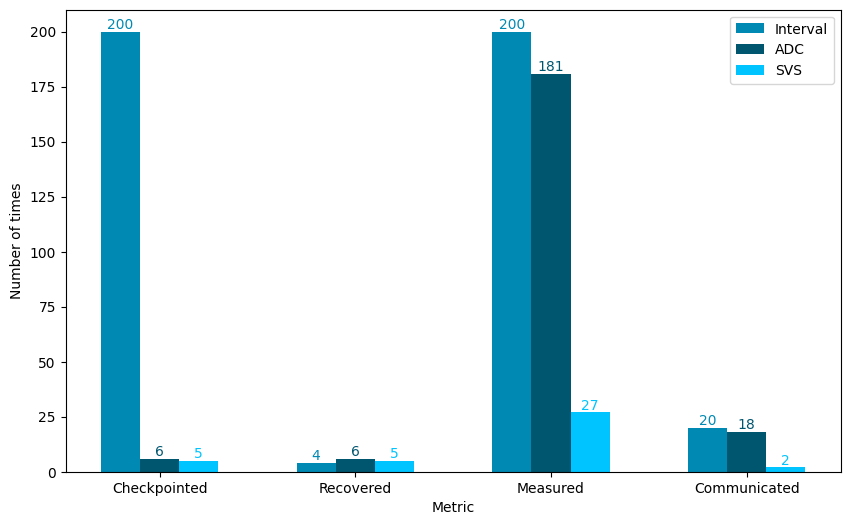 200
200
Interval
ADC
SVS
200
175
150
125
100
75
50
25
0
181
6
5
4
6
5
27
20
18
2
Checkpointed
Recovered
Measured
Communicated
Number of times
Metric